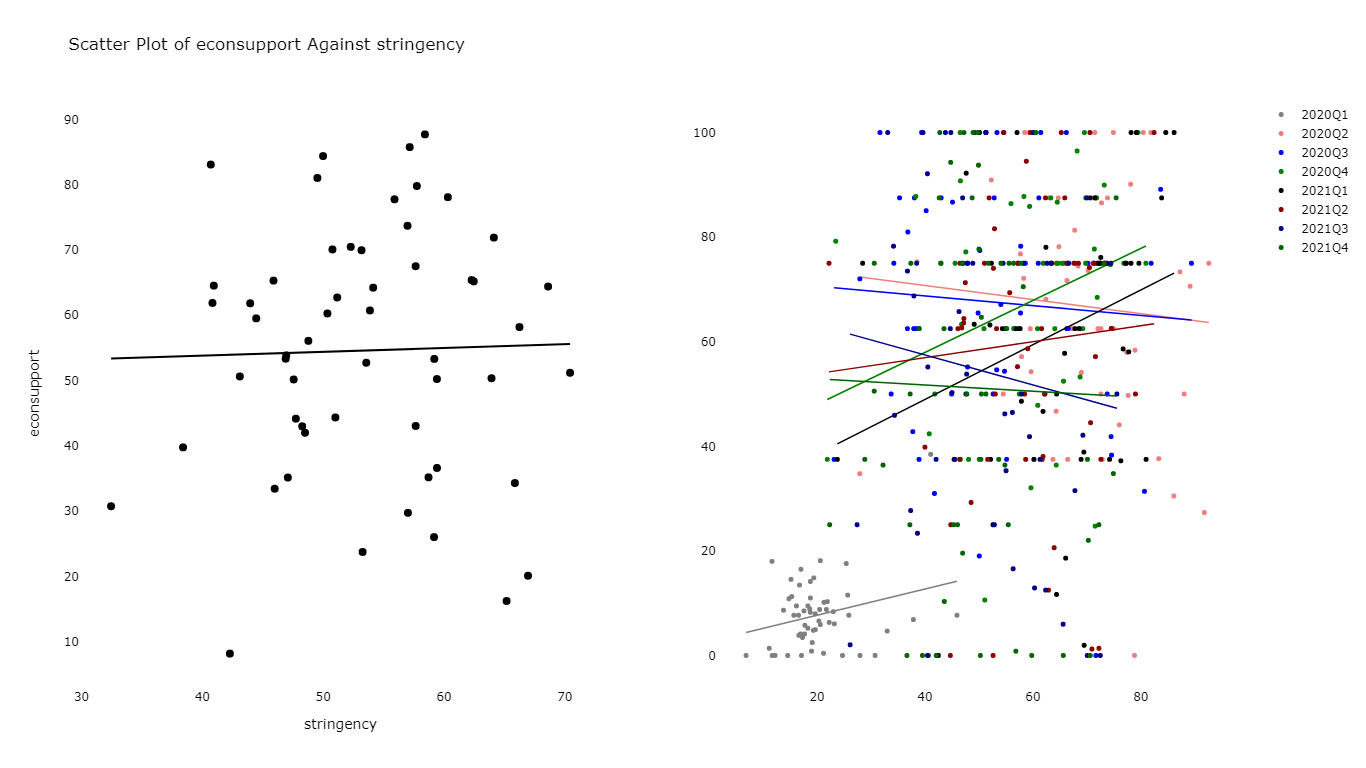 Scatter Plot of econsupport Against stringency
90
80
70
60
50
40
30
20
10
econsupport
30 40 50 60 70
stringency
100
80
60
40
20
0
20 40 60 80
2020Q1
2020Q2
2020Q3
2020Q4
2021Q1
2021Q2
2021Q3
2021Q4